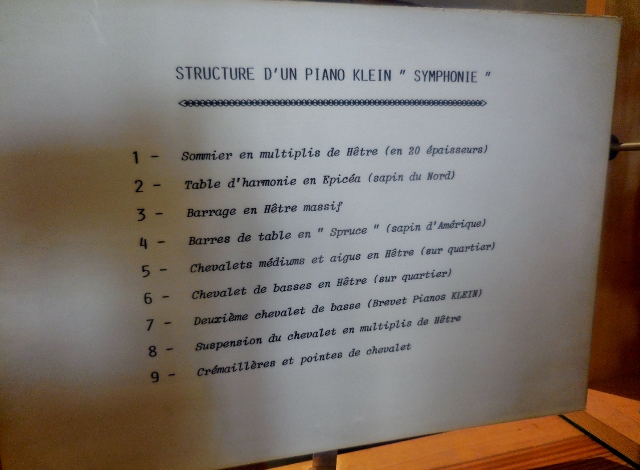 STRUCTURE D'UN PIANO KLEIN " SYMPHONIE "
1 - Sommier en multiplis de Hêtre (en 20 épaisseurs)
2 - Table d'harmonie en Epicéa (sapin du Nord)
3 - Barrage en Hêtre massif
4 - Barres de table en " Spruce " (sapin d'Amérique)
5 - Chevalets médiums et aigus en Hêtre (sur quartier)
6 - Chevalet de basses en Hêtre (sur quartier)
7 - Deuxième chevalet de basse (Brevet Pianos KLEIN)
8 - Suspension du chevalet en multiplis de Hêtre
9 - Crémaillères et pointes de chevalet